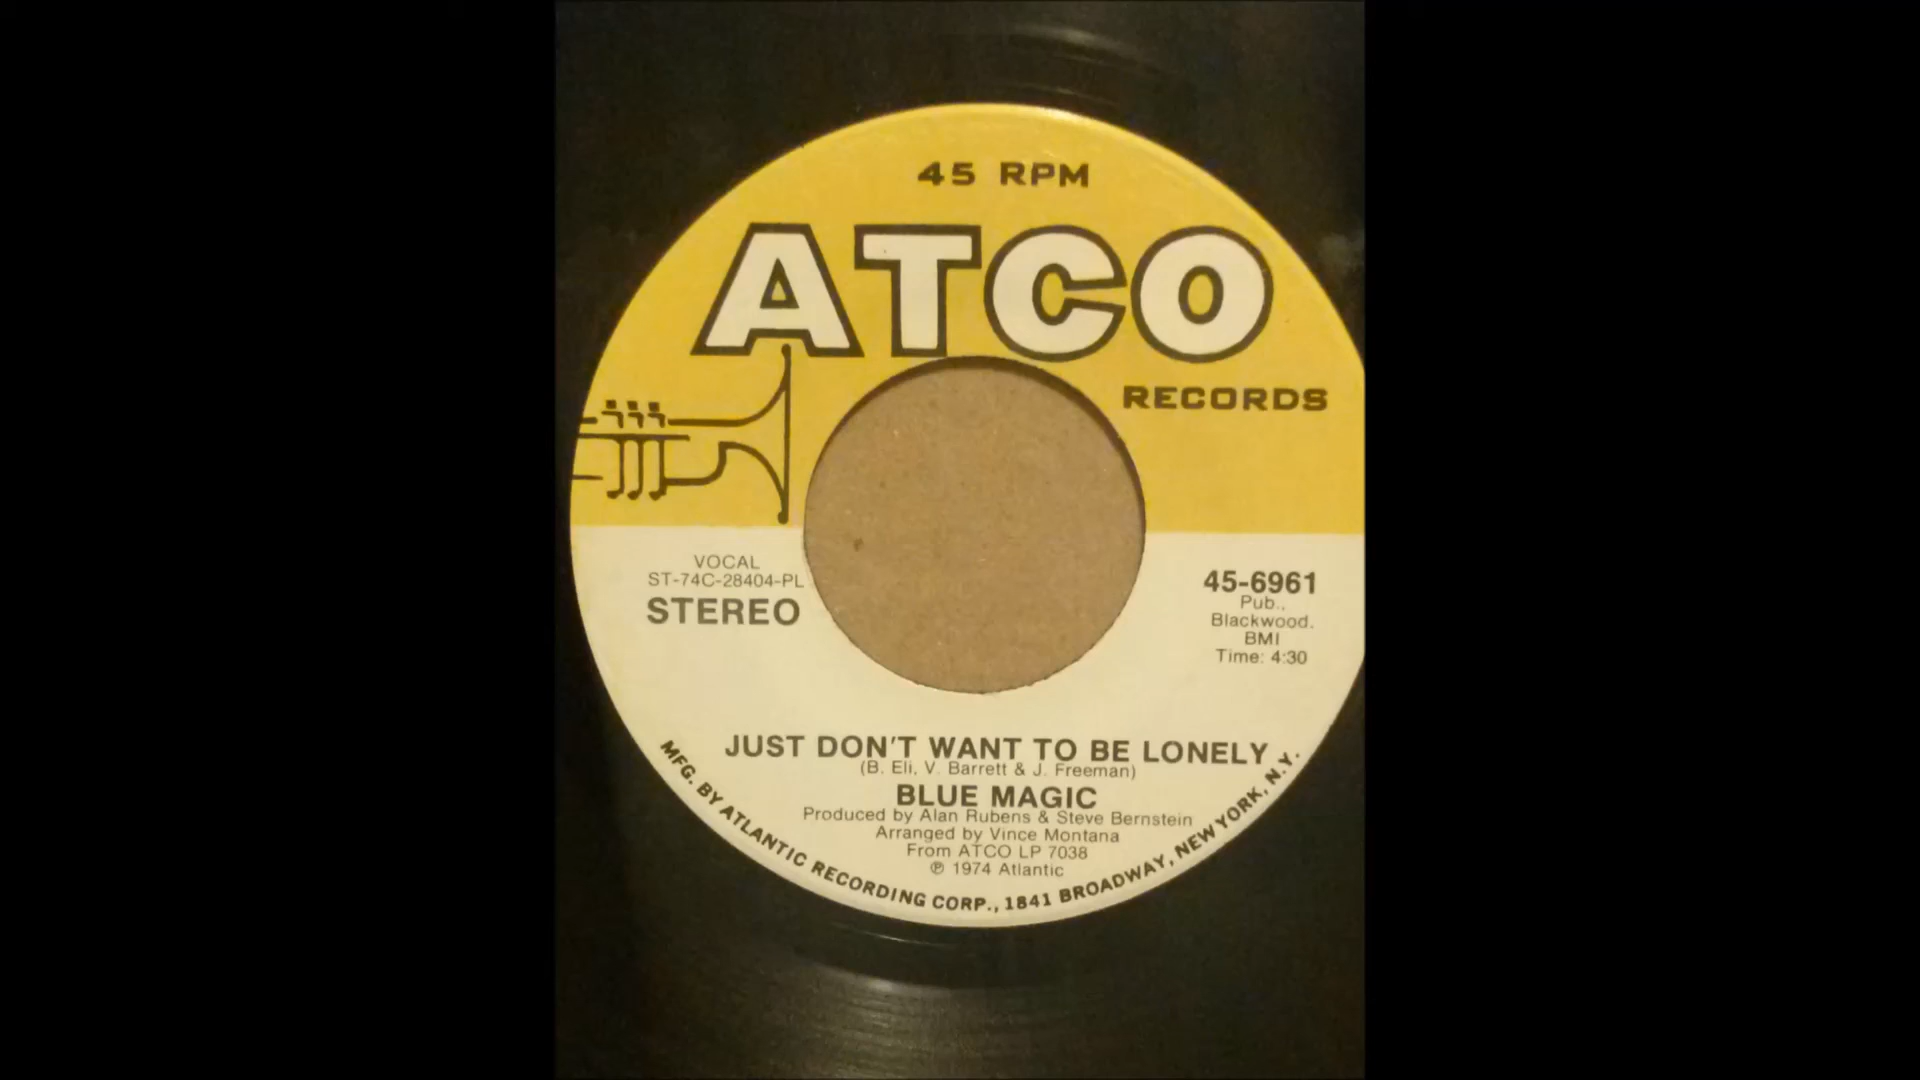 45 RPM
ATCO
RECORDS
VOCAL
ST-74C-28404-PL
STEREO
45-6961
Pub.,
Blackwood.
BMI
Time: 4:30
JUST DON'T WANT TO BE LONELY
(B. Eli, V. Barrett & J. Freeman)
BLUE MAGIC
Produced by Alan Rubens & Steve Bernstein
Arranged by Vince Montana
From ATCO LP 7038
℗ 1974 Atlantic
MFG. BY ATLANTIC RECORDING CORP., 1841 BROADWAY, NEW YORK, N.Y.